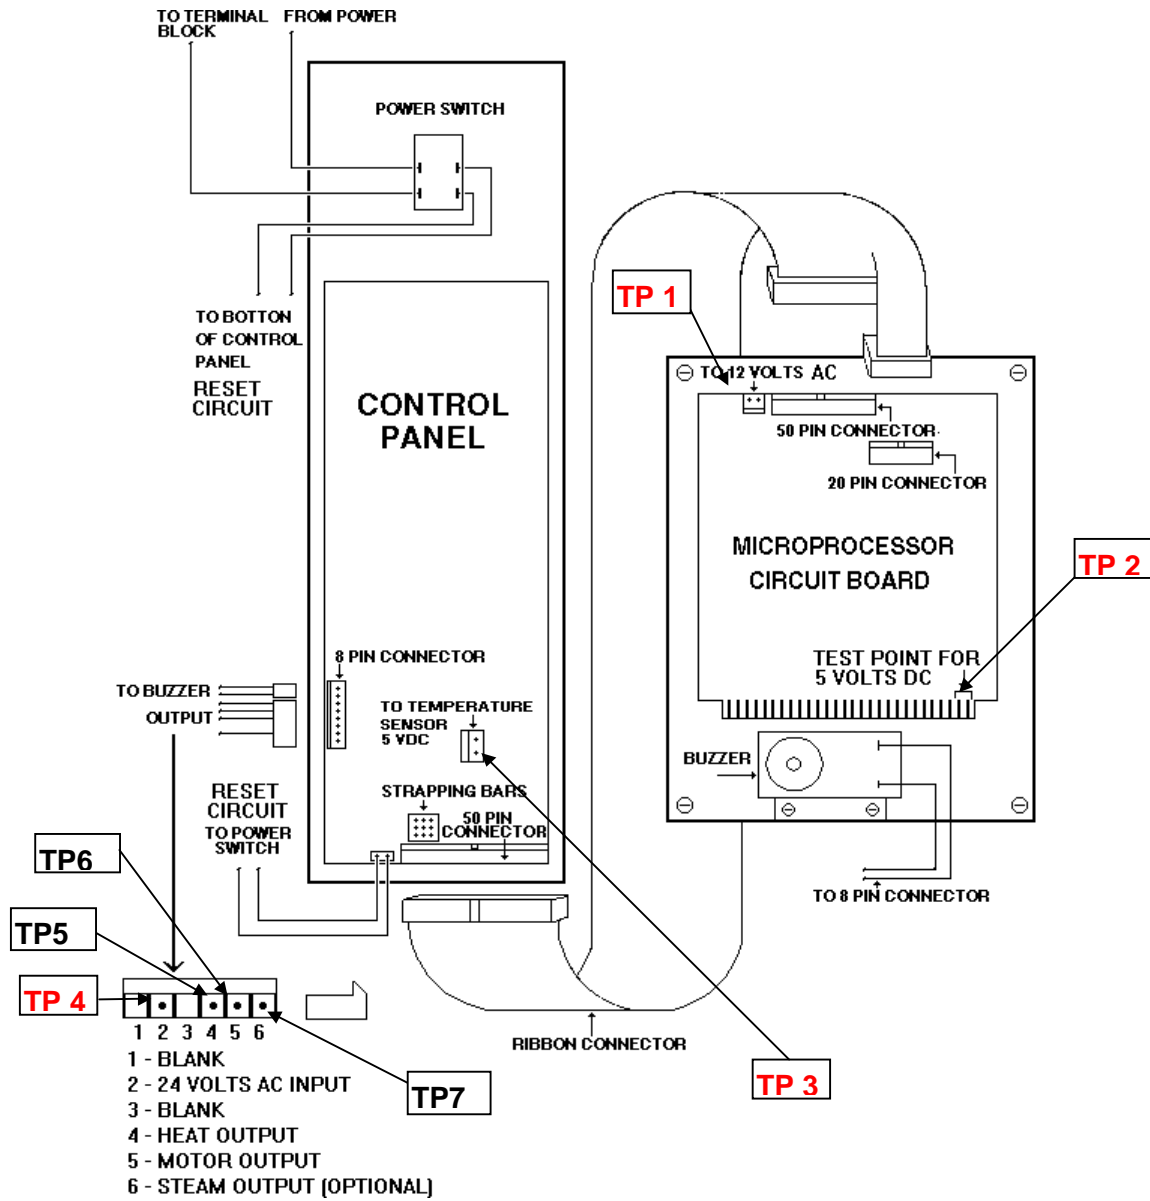 TO TERMINAL
BLOCK
FROM POWER
POWER SWITCH
TO BOTTON
OF CONTROL
PANEL
RESET
CIRCUIT
CONTROL
PANEL
TP 1
TO 12 VOLTS AC
50 PIN CONNECTOR
20 PIN CONNECTOR
MICROPROCESSOR
CIRCUIT BOARD
TP 2
TEST POINT FOR
5 VOLTS DC
8 PIN CONNECTOR
TO BUZZER
OUTPUT
TO TEMPERATURE
SENSOR
5 VDC
BUZZER
STRAPPING BARS
50 PIN
CONNECTOR
RESET
CIRCUIT
TO POWER
SWITCH
TO 8 PIN CONNECTOR
TP6
TP5
TP 4
1 2 3 4 5 6
RIBBON CONNECTOR
TP 3
TP7
1 - BLANK
2 - 24 VOLTS AC INPUT
3 - BLANK
4 - HEAT OUTPUT
5 - MOTOR OUTPUT
6 - STEAM OUTPUT (OPTIONAL)